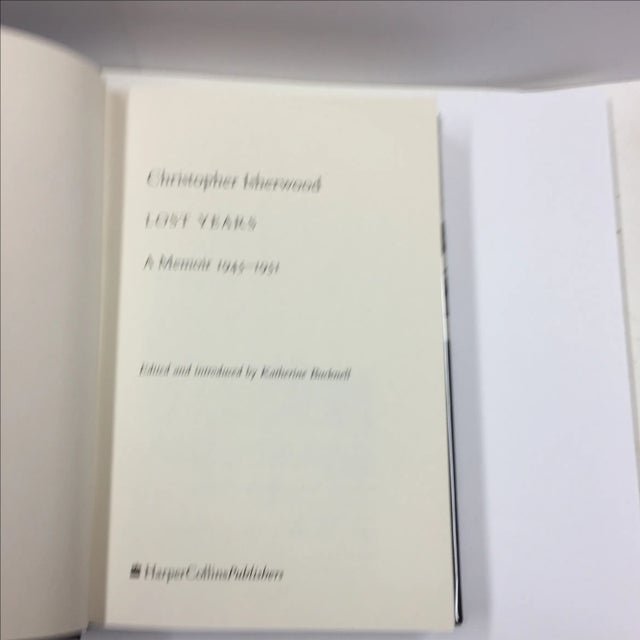 Christopher Isherwood
LOST YEARS
A Memoir 1945–1951
Edited and introduced by Katherine Bucknell
HarperCollinsPublishers